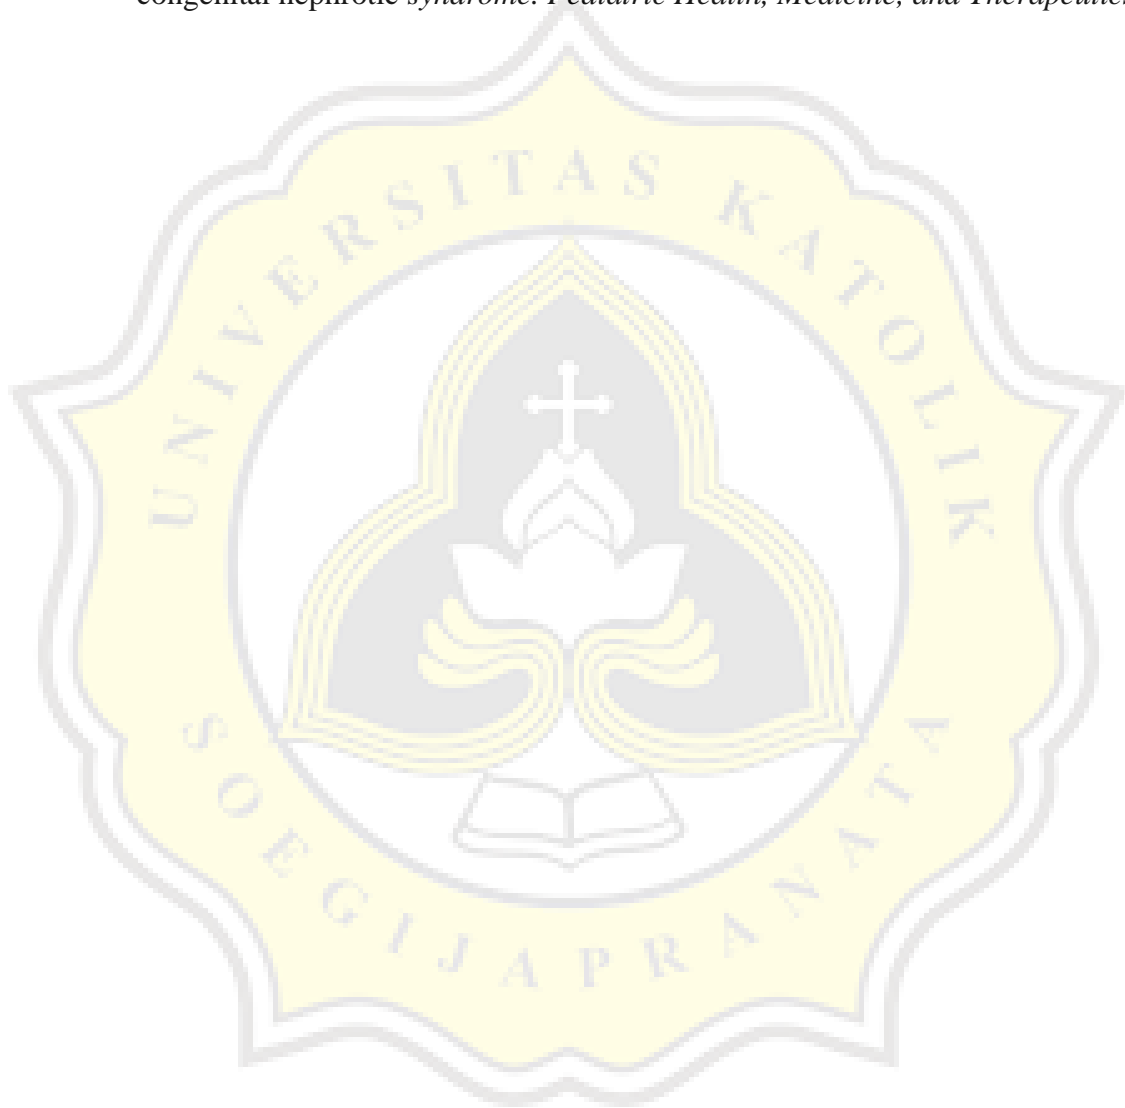 congenital nephrotic syndrome. Pediatric Health, Medicine, and Therapeutics
UNIVERSITAS KATOLIK
SOEGIJAPRANATA